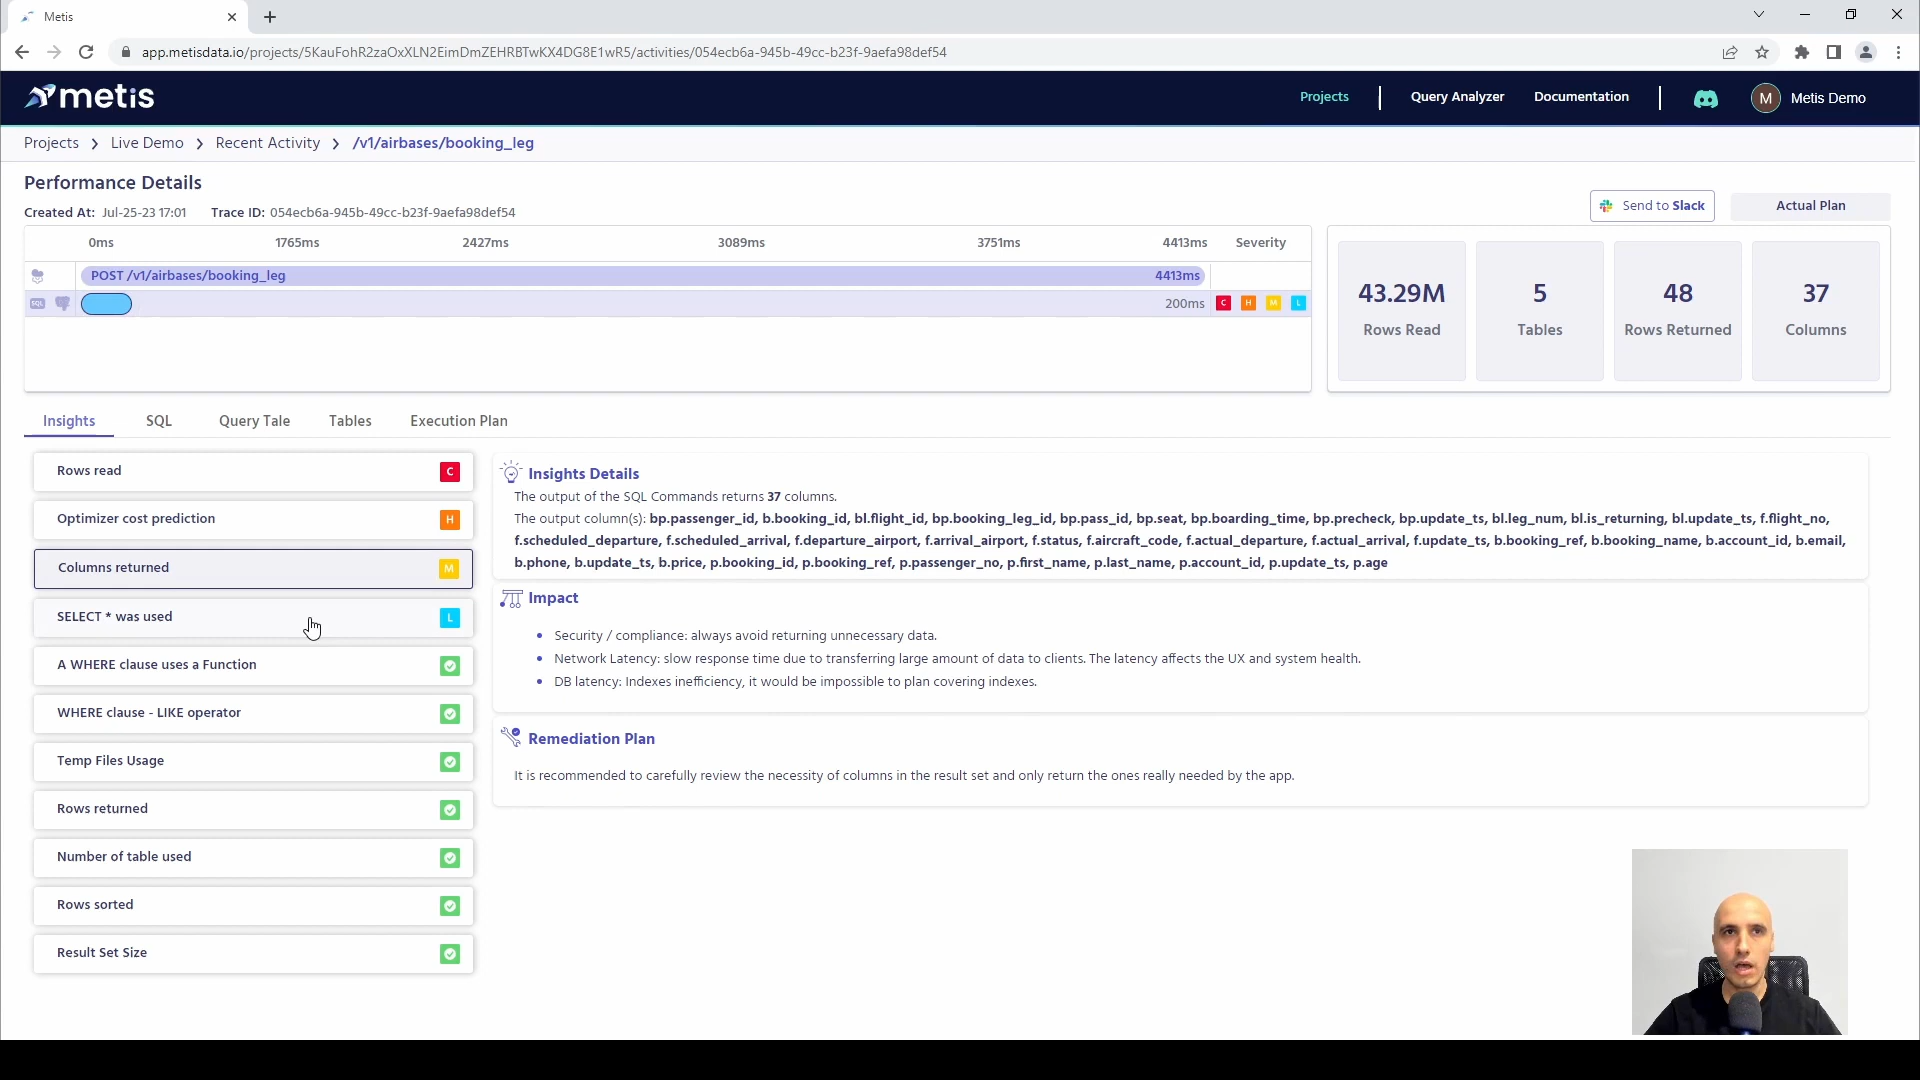 Metis
app.metisdata.io/projects/5KauFohR2zaOxXLN2EimDmZEHRBTwKX4DG8E1wR5/activities/054ecb6a-945b-49cc-b23f-9aefa98def54
metis
Projects
Query Analyzer
Documentation
M
Metis Demo
Projects > Live Demo > Recent Activity > /v1/airbases/booking_leg
Performance Details
Created At: Jul-25-23 17:01 Trace ID: 054ecb6a-945b-49cc-b23f-9aefa98def54
Send to Slack
Actual Plan
0ms 1765ms 2427ms 3089ms 3751ms 4413ms Severity
POST /v1/airbases/booking_leg 4413ms
SQL 200ms C H M L
43.29M
Rows Read
5
Tables
48
Rows Returned
37
Columns
Insights SQL Query Tale Tables Execution Plan
Rows read C
Optimizer cost prediction H
Columns returned M
SELECT * was used L
A WHERE clause uses a Function
WHERE clause - LIKE operator
Temp Files Usage
Rows returned
Number of table used
Rows sorted
Result Set Size
Insights Details
The output of the SQL Commands returns 37 columns.
The output column(s): bp.passenger_id, b.booking_id, bl.flight_id, bp.booking_leg_id, bp.pass_id, bp.seat, bp.boarding_time, bp.precheck, bp.update_ts, bl.leg_num, bl.is_returning, bl.update_ts, f.flight_no,
f.scheduled_departure, f.scheduled_arrival, f.departure_airport, f.arrival_airport, f.status, f.aircraft_code, f.actual_departure, f.actual_arrival, f.update_ts, b.booking_ref, b.booking_name, b.account_id, b.email,
b.phone, b.update_ts, b.price, p.booking_id, p.booking_ref, p.passenger_no, p.first_name, p.last_name, p.account_id, p.update_ts, p.age
Impact
• Security / compliance: always avoid returning unnecessary data.
• Network Latency: slow response time due to transferring large amount of data to clients. The latency affects the UX and system health.
• DB latency: Indexes inefficiency, it would be impossible to plan covering indexes.
Remediation Plan
It is recommended to carefully review the necessity of columns in the result set and only return the ones really needed by the app.